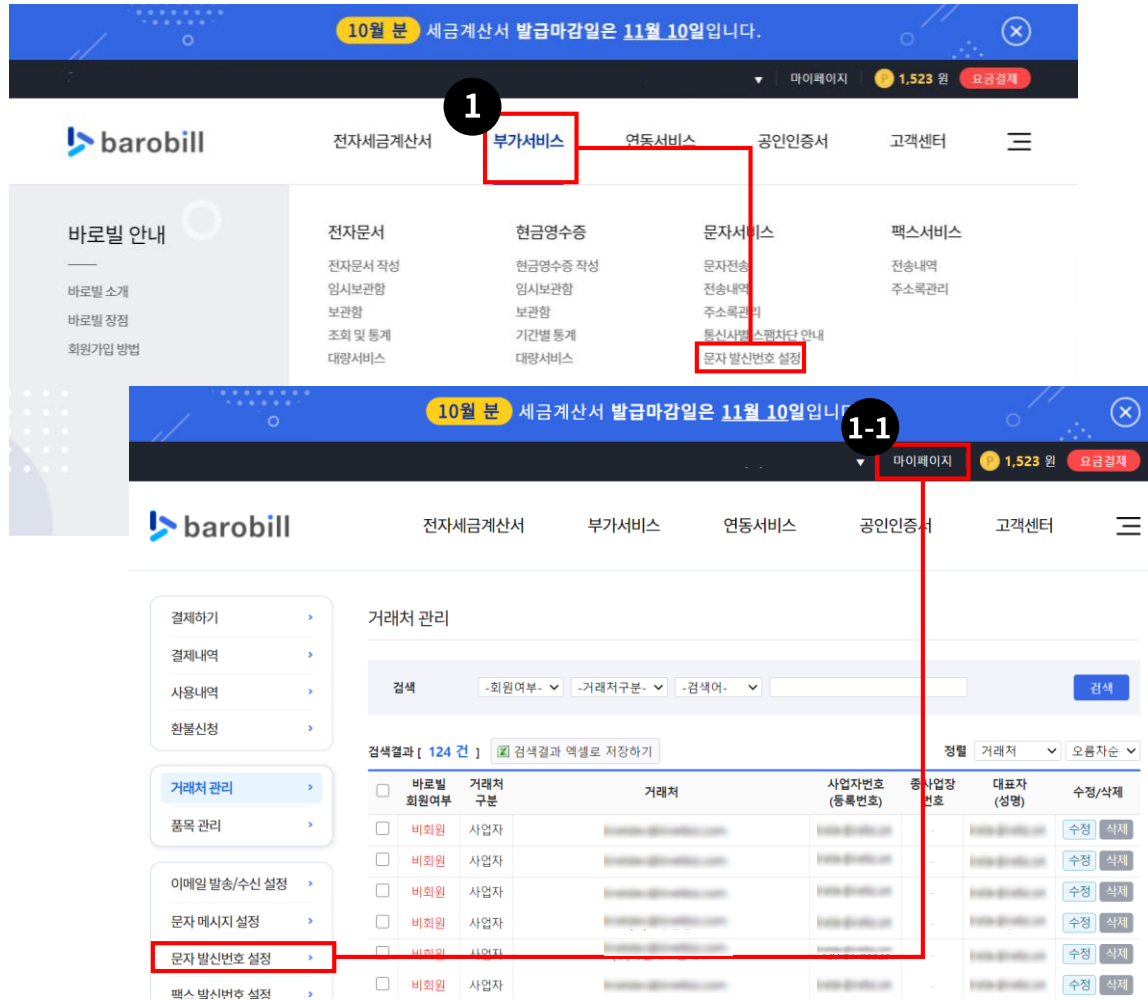 10월 분 세금계산서 발급마감일은 11월 10일입니다.
▼ 마이페이지 P 1,523 원 요금결제
1
barobill 전자세금계산서 부가서비스 연동서비스 공인인증서 고객센터
바로빌 안내
바로빌 소개
바로빌 장점
회원가입 방법
전자문서
전자문서 작성
임시보관함
보관함
조회 및 통계
대량서비스
현금영수증
현금영수증 작성
임시보관함
보관함
기간별 통계
대량서비스
문자서비스
문자전송
전송내역
주소록관리
통신사별 스팸차단 안내
문자 발신번호 설정
팩스서비스
전송내역
주소록관리
10월 분 세금계산서 발급마감일은 11월 10일입니
1-1
▼ 마이페이지 P 1,523 원 요금결제
barobill 전자세금계산서 부가서비스 연동서비스 공인인증서 고객센터
결제하기
결제내역
사용내역
환불신청
거래처 관리
품목 관리
이메일 발송/수신 설정
문자 메시지 설정
문자 발신번호 설정
팩스 발신번호 설정
거래처 관리
검색 -회원여부- -거래처구분- -검색어- 검색
검색결과 [ 124 건 ] 검색결과 엑셀로 저장하기 정렬 거래처 오름차순
바로빌 회원여부 거래처 구분 거래처 사업자번호 (등록번호) 종사업장 번호 대표자 (성명) 수정/삭제
비회원 사업자 - 수정 삭제
비회원 사업자 - 수정 삭제
비회원 사업자 - 수정 삭제
비회원 사업자 - 수정 삭제
비회원 사업자 - 수정 삭제
비회원 사업자 - 수정 삭제